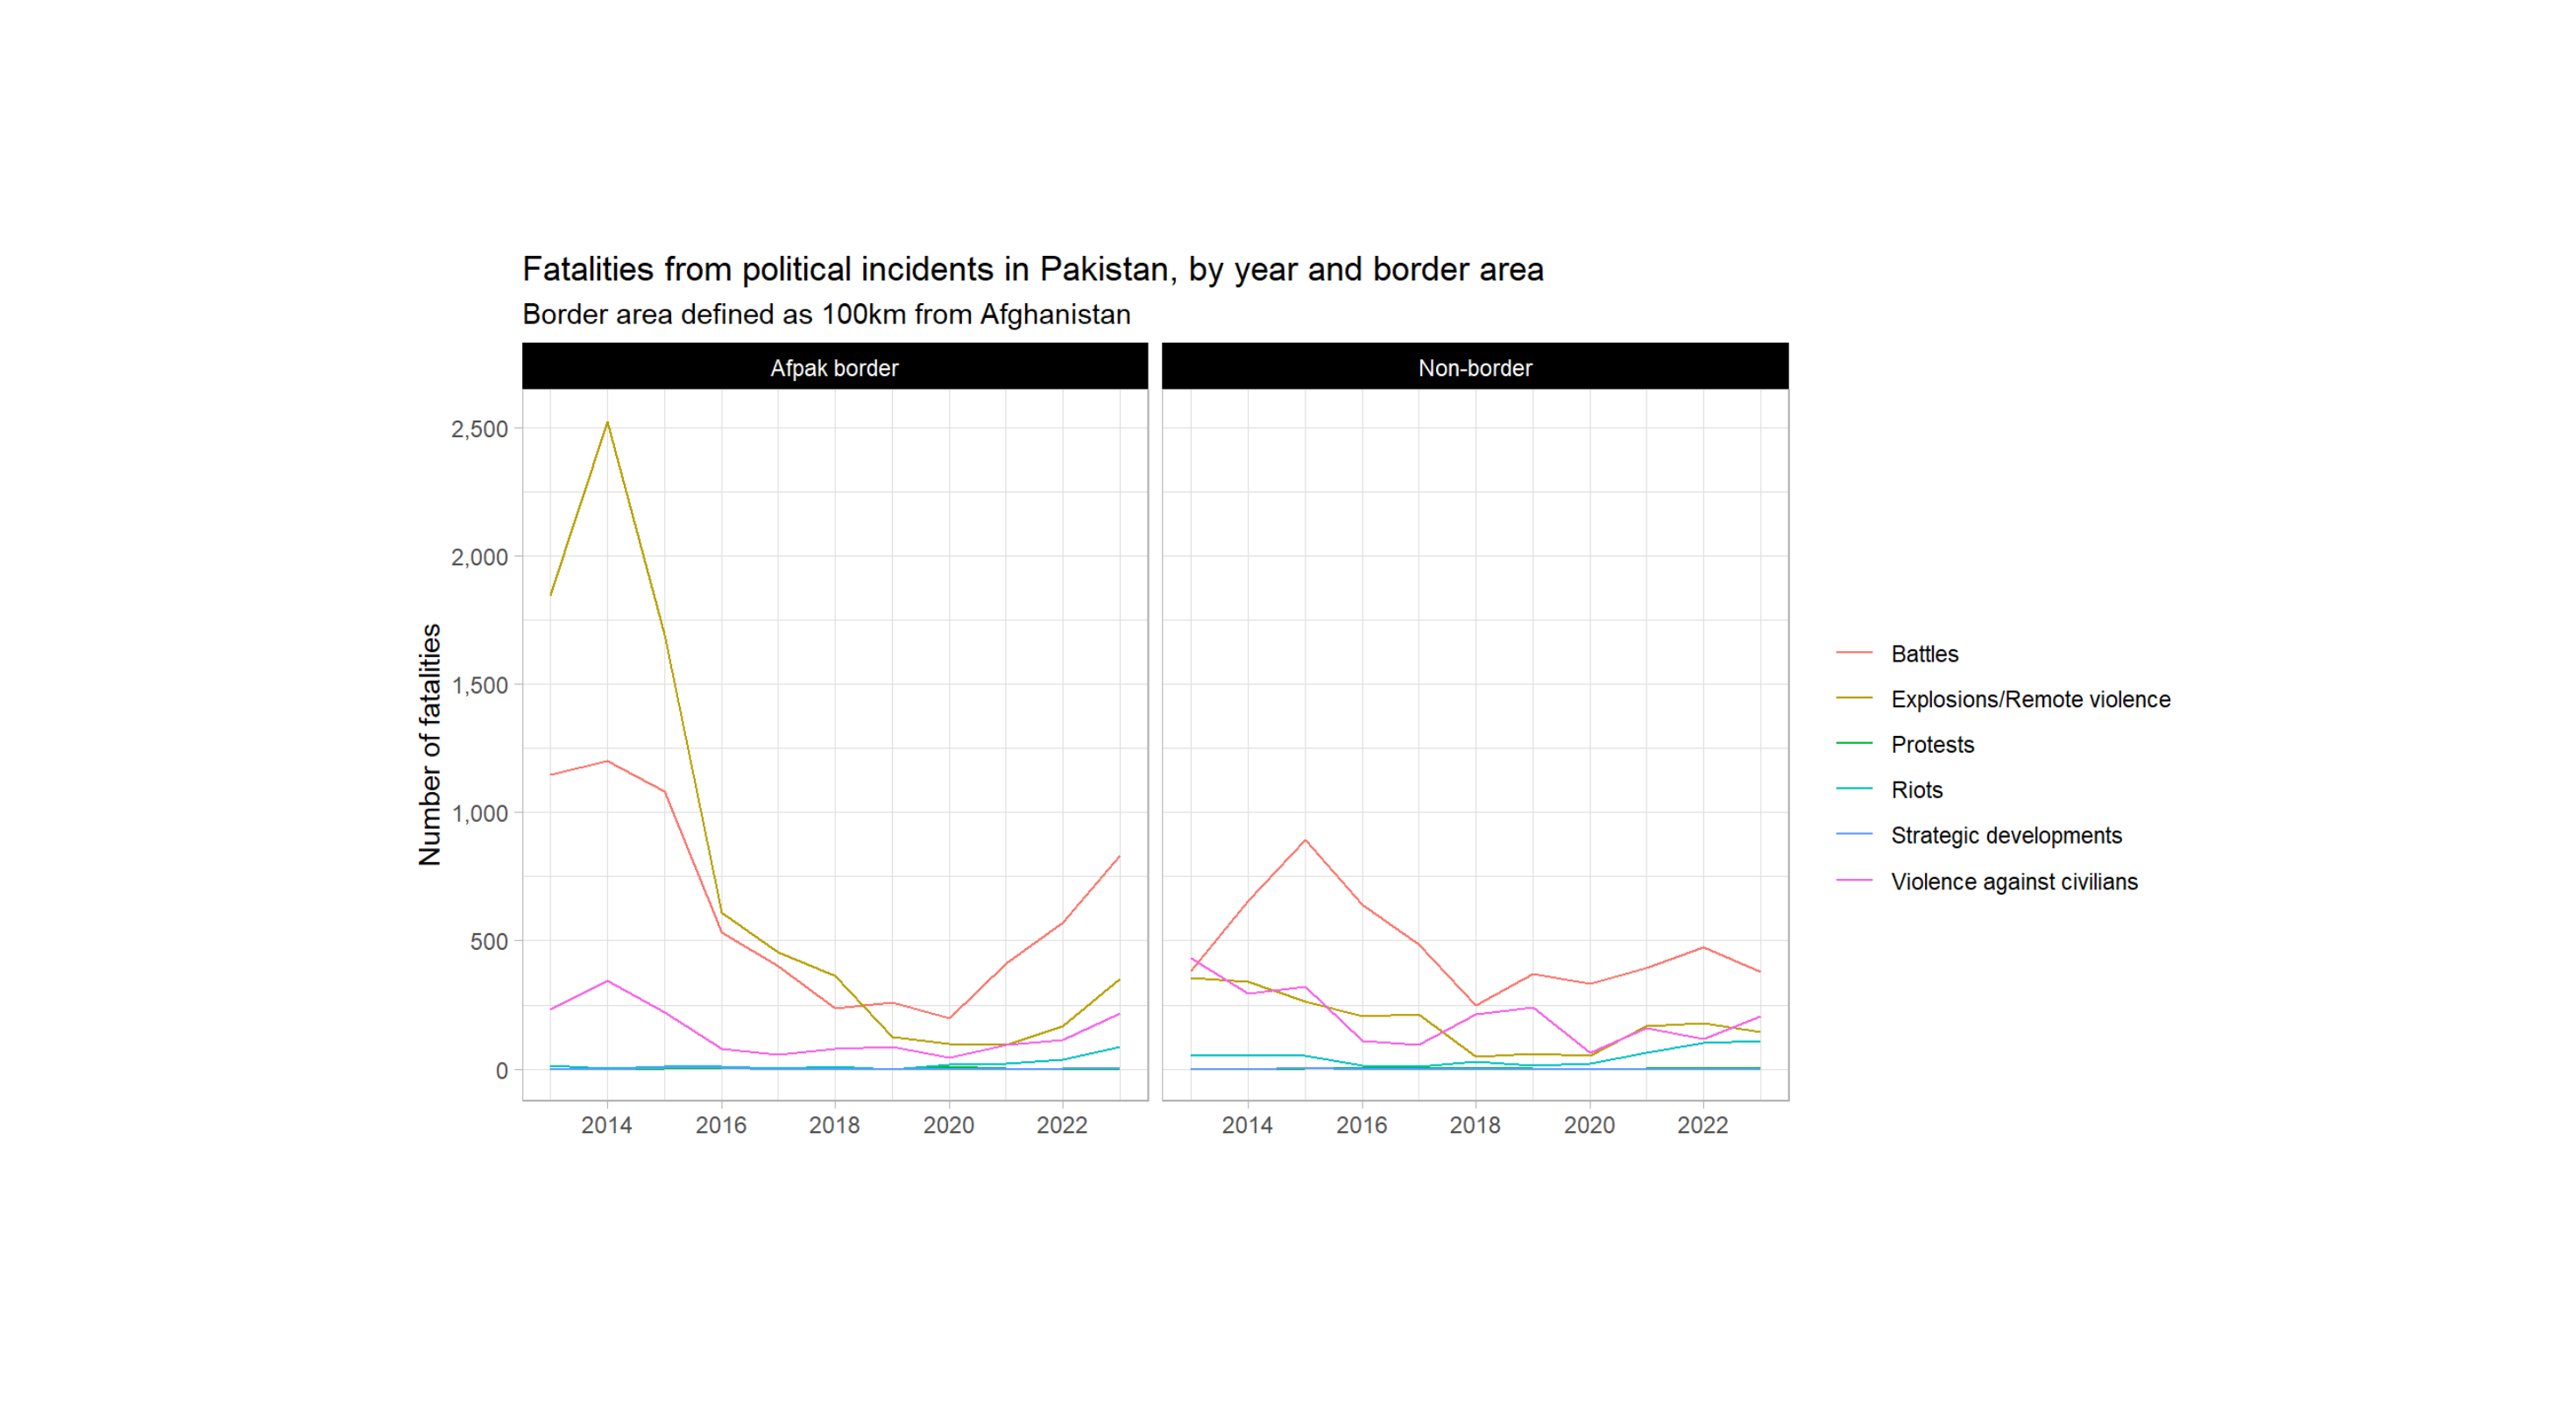 Fatalities from political incidents in Pakistan, by year and border area
Border area defined as 100km from Afghanistan
Afpak border
Non-border
Number of fatalities
2,500
2,000
1,500
1,000
500
0
2014 2016 2018 2020 2022
2014 2016 2018 2020 2022
Battles
Explosions/Remote violence
Protests
Riots
Strategic developments
Violence against civilians